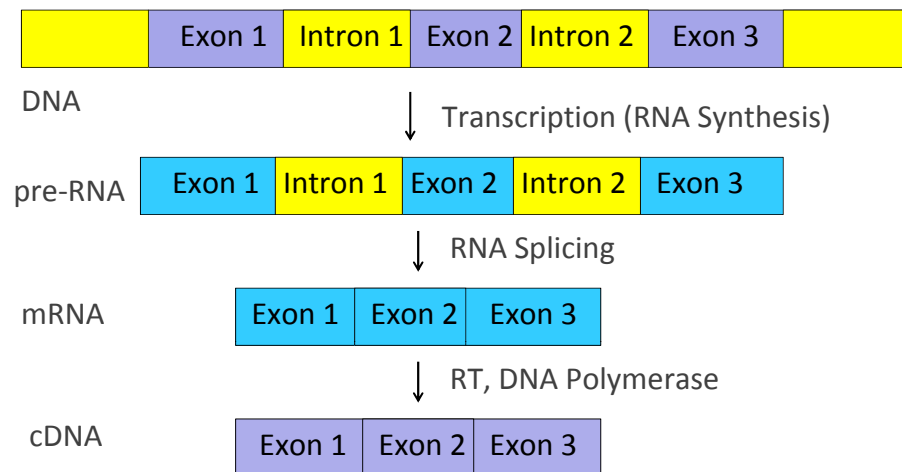 Exon 1 Intron 1 Exon 2 Intron 2 Exon 3
DNA
Transcription (RNA Synthesis)
pre-RNA Exon 1 Intron 1 Exon 2 Intron 2 Exon 3
RNA Splicing
mRNA Exon 1 Exon 2 Exon 3
RT, DNA Polymerase
cDNA Exon 1 Exon 2 Exon 3